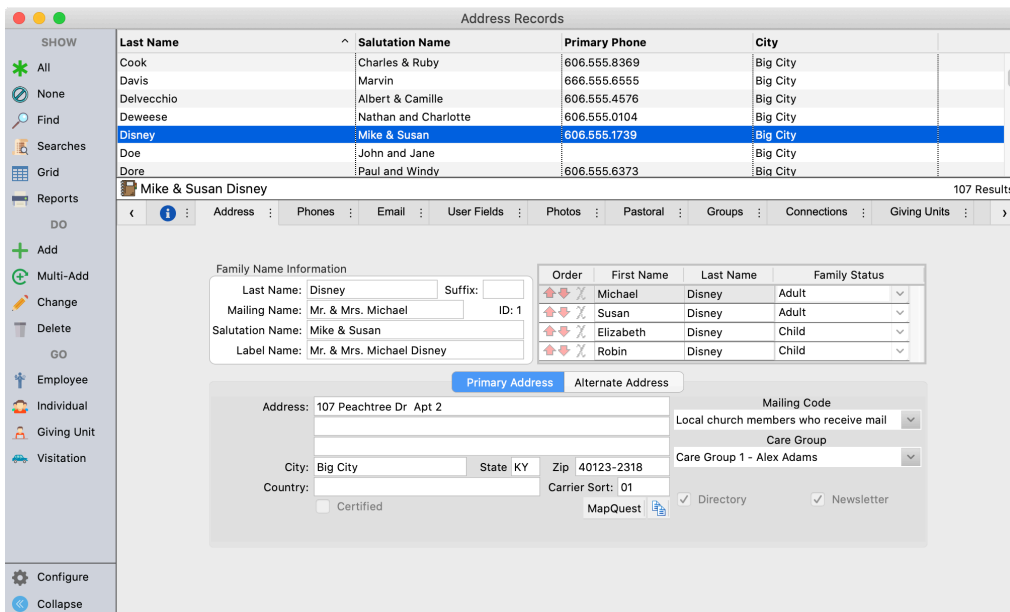 Address Records
SHOW
All
None
Find
Searches
Grid
Reports
DO
Add
Multi-Add
Change
Delete
GO
Employee
Individual
Giving Unit
Visitation
Configure
Collapse
Last Name Salutation Name Primary Phone City
Cook Charles & Ruby 606.555.8369 Big City
Davis Marvin 666.555.6555 Big City
Delvecchio Albert & Camille 606.555.4576 Big City
Deweese Nathan and Charlotte 606.555.0104 Big City
Disney Mike & Susan 606.555.1739 Big City
Doe John and Jane Big City
Dore Paul and Windy 606.555.6373 Big City
Mike & Susan Disney 107 Results
Address Phones Email User Fields Photos Pastoral Groups Connections Giving Units
Family Name Information
Last Name: Disney Suffix:
Mailing Name: Mr. & Mrs. Michael ID: 1
Salutation Name: Mike & Susan
Label Name: Mr. & Mrs. Michael Disney
Order First Name Last Name Family Status
Michael Disney Adult
Susan Disney Adult
Elizabeth Disney Child
Robin Disney Child
Primary Address Alternate Address
Address: 107 Peachtree Dr Apt 2
City: Big City State KY Zip 40123-2318
Country: Carrier Sort: 01
Certified MapQuest
Mailing Code
Local church members who receive mail
Care Group
Care Group 1 - Alex Adams
Directory Newsletter